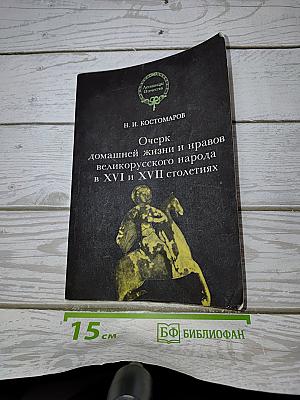 Н. И. КОСТОМАРОВ
Очерк
домашней жизни и нравов
великорусского народа
в XVI и XVII столетиях
15 см
БФ БИБЛИОФАН